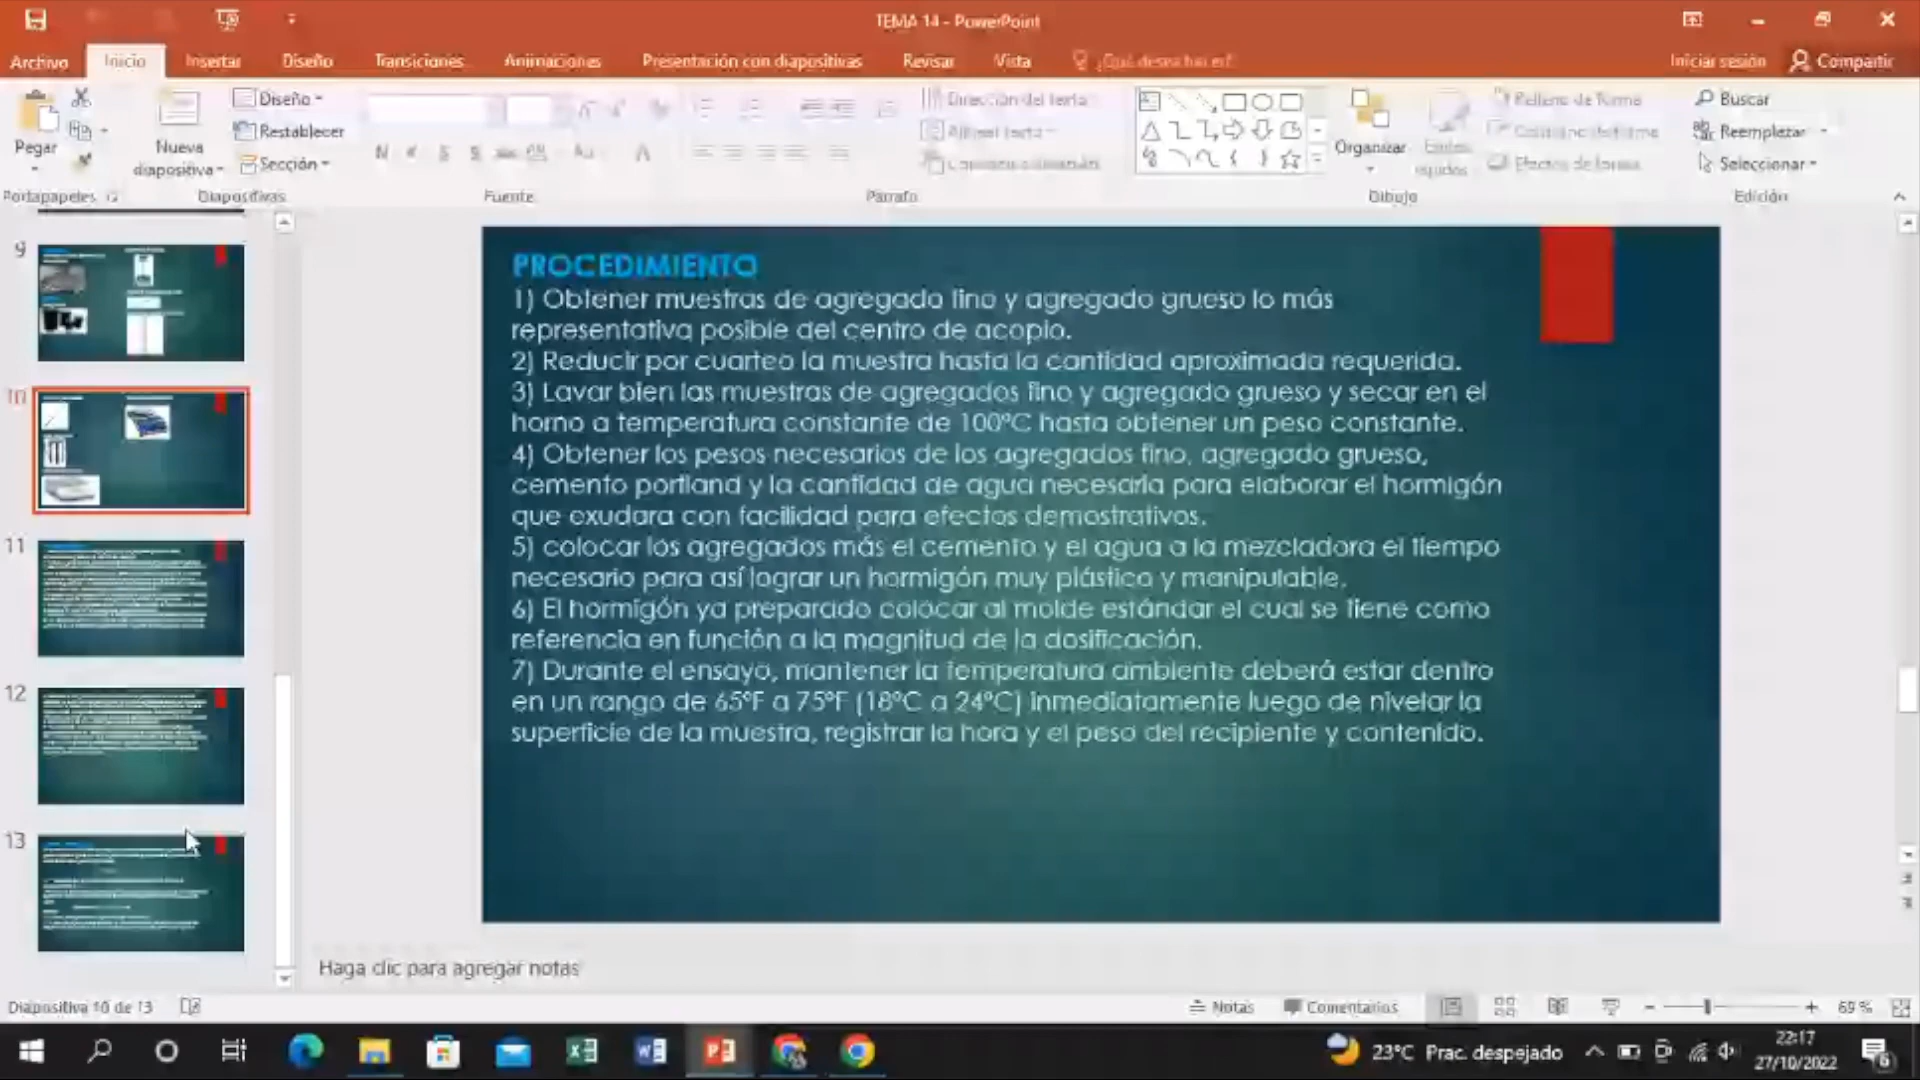 TEMA 14 - PowerPoint
Archivo
Inicio
Insertar
Diseño
Transiciones
Animaciones
Presentación con diapositivas
Revisar
Vista
¿Qué desea hacer?
Iniciar sesión
Compartir
Pegar
Nueva
diapositiva
Diseño
Restablecer
Sección
Dirección del texto
Alinear texto
Organizar
Estilos
rápidos
Relleno de forma
Contorno de forma
Efectos de forma
Buscar
Reemplazar
Seleccionar
Portapapeles
Diapositivas
Fuente
Párrafo
Dibujo
Edición
9
10
11
12
13
PROCEDIMIENTO
1) Obtener muestras de agregado fino y agregado grueso lo más
representativa posible del centro de acopio.
2) Reducir por cuarteo la muestra hasta la cantidad aproximada requerida.
3) Lavar bien las muestras de agregados fino y agregado grueso y secar en el
horno a temperatura constante de 100°C hasta obtener un peso constante.
4) Obtener los pesos necesarios de los agregados fino, agregado grueso,
cemento portland y la cantidad de agua necesaria para elaborar el hormigón
que exudara con facilidad para efectos demostrativos.
5) colocar los agregados más el cemento y el agua a la mezcladora el tiempo
necesario para así lograr un hormigón muy plástico y manipulable.
6) El hormigón ya preparado colocar al molde estándar el cual se tiene como
referencia en función a la magnitud de la dosificación.
7) Durante el ensayo, mantener la temperatura ambiente deberá estar dentro
en un rango de 65°F a 75°F (18°C a 24°C) inmediatamente luego de nivelar la
superficie de la muestra, registrar la hora y el peso del recipiente y contenido.
Haga clic para agregar notas
Diapositiva 10 de 13
Notas
Comentarios
69 %
23°C Prac. despejado
22:17
27/10/2022